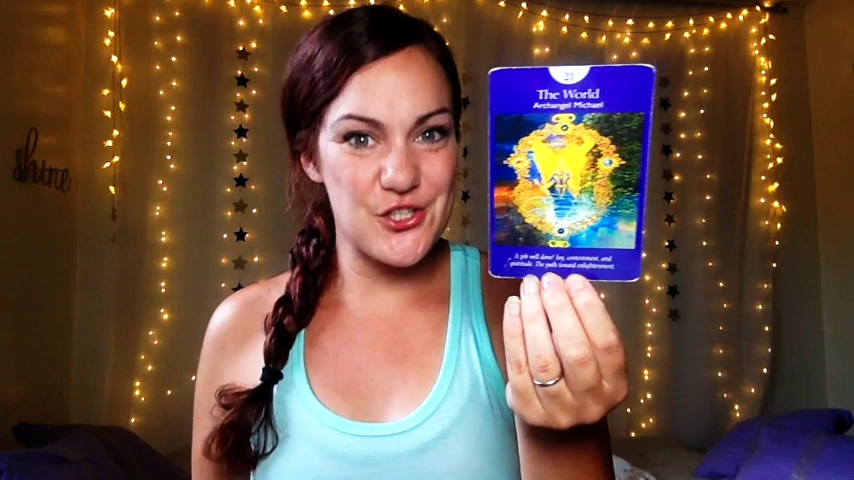 shine
21
The World
Archangel Michael
A job well done! Joy, contentment, and
gratitude. The path toward enlightenment.